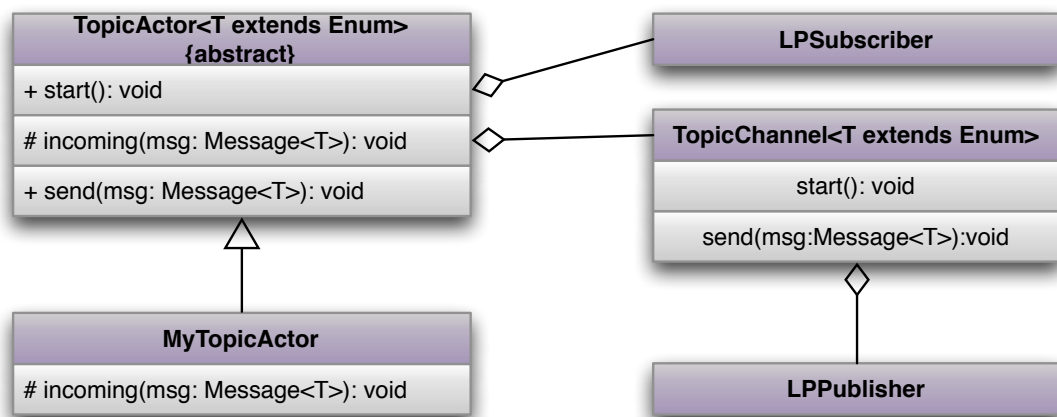 TopicActor<T extends Enum>
{abstract}
+ start(): void
# incoming(msg: Message<T>): void
+ send(msg: Message<T>): void
LPSubscriber
TopicChannel<T extends Enum>
start(): void
send(msg:Message<T>):void
MyTopicActor
# incoming(msg: Message<T>): void
LPPublisher